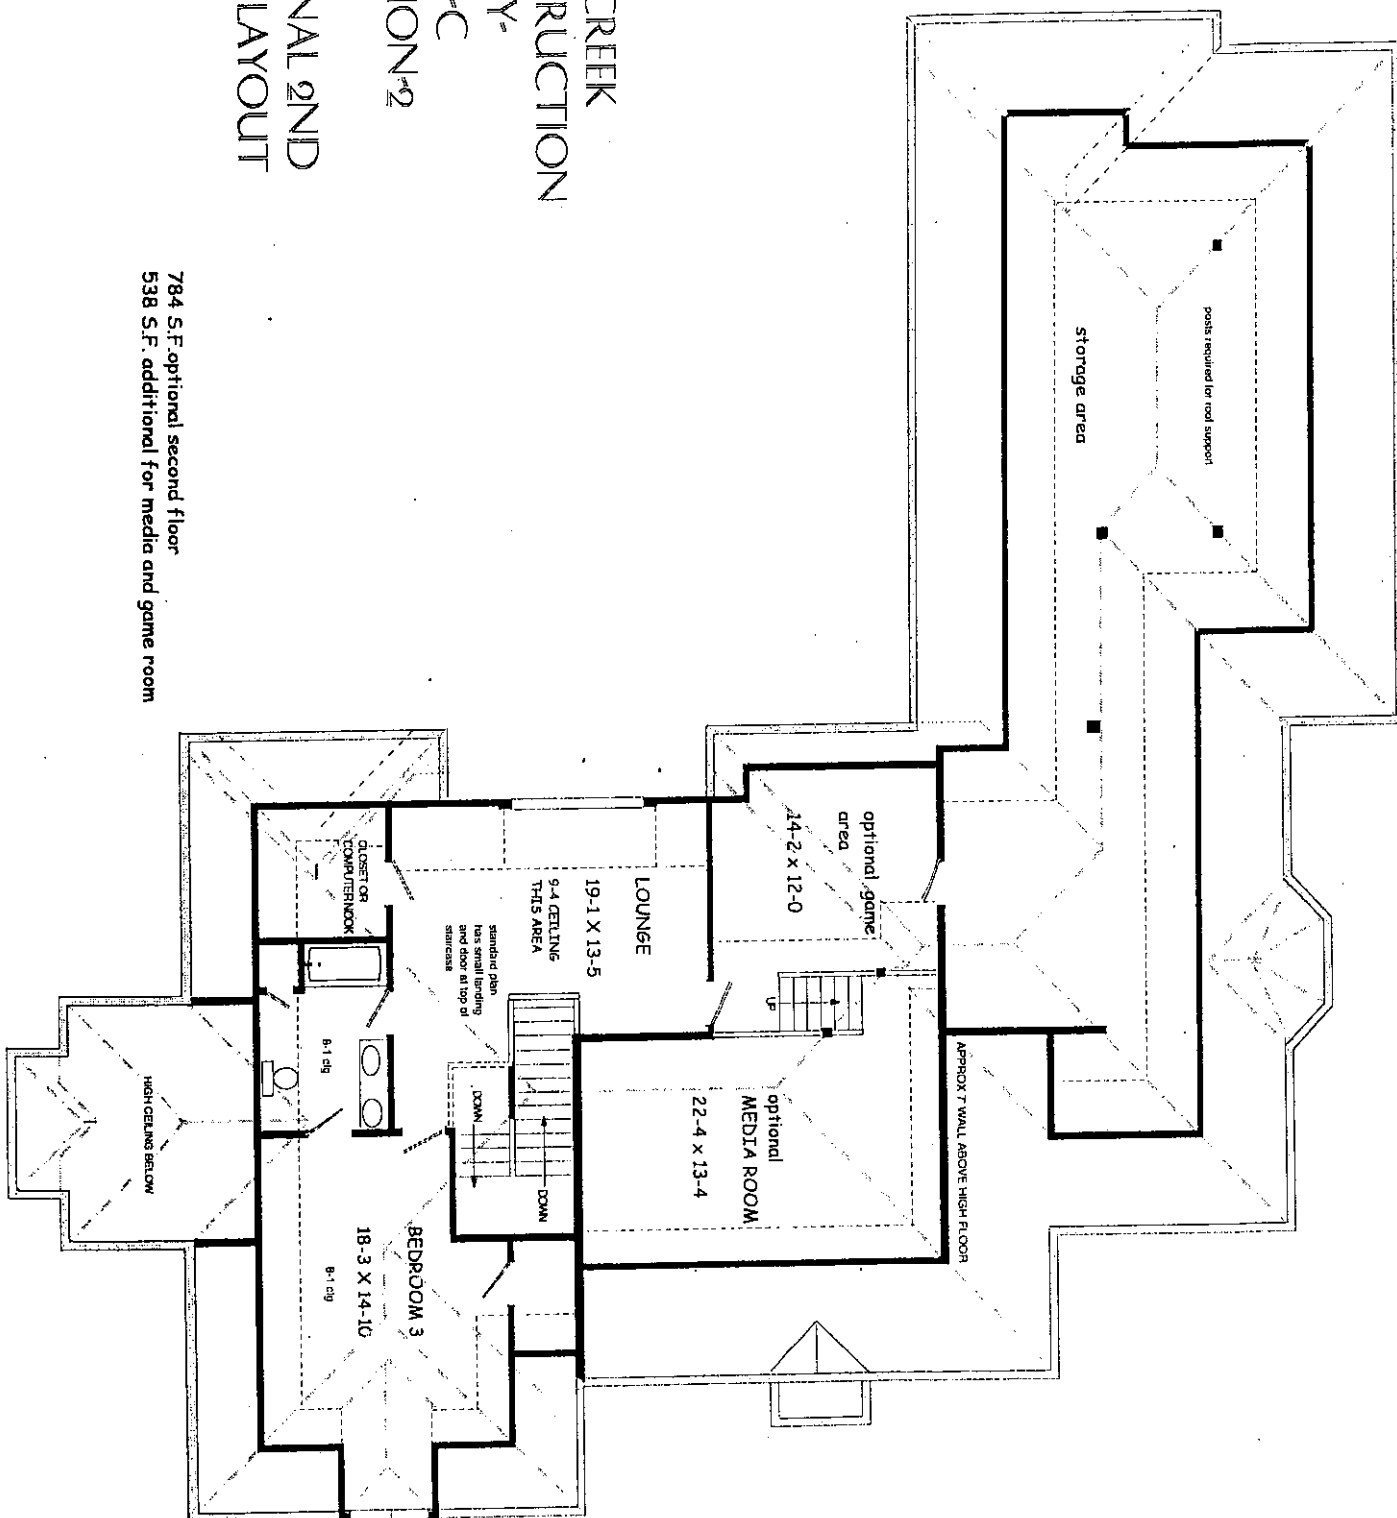 CREEK
RUCTION
Y-
-C
ION-2
NAL 2ND
LAYOUT
784 S.F. optional second floor
538 S.F. additional for media and game room
posts required for roof support
storage area
optional game
area
14-2 x 12-0
UP
APPROX 7' WALL ABOVE HIGH FLOOR
optional
MEDIA ROOM
22-4 x 13-4
LOUNGE
19-1 X 13-5
9-4 CEILING
THIS AREA
standard plan
has small landing
and door at top of
staircase
CLOSET OR
COMPUTER NOOK
DOWN
DOWN
8-1 clg
HIGH CEILING BELOW
BEDROOM 3
18-3 X 14-10
8-1 clg